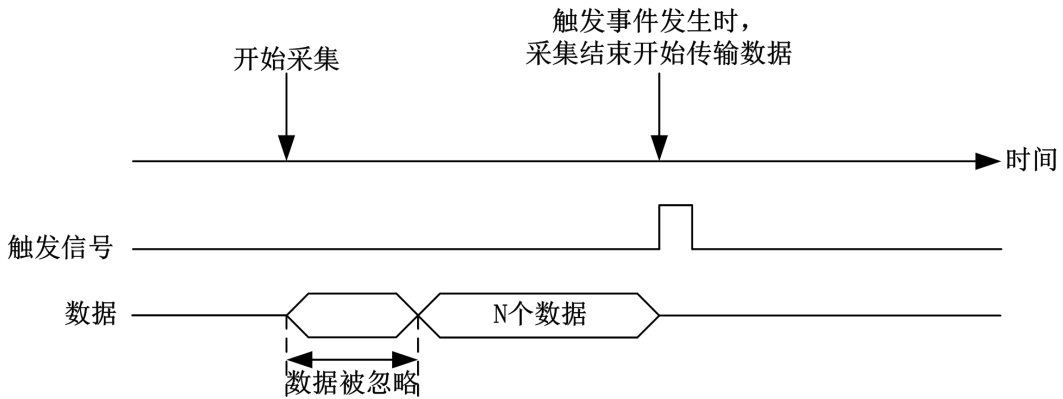 触发事件发生时，
开始采集
采集结束开始传输数据
时间
触发信号
数据
N个数据
数据被忽略